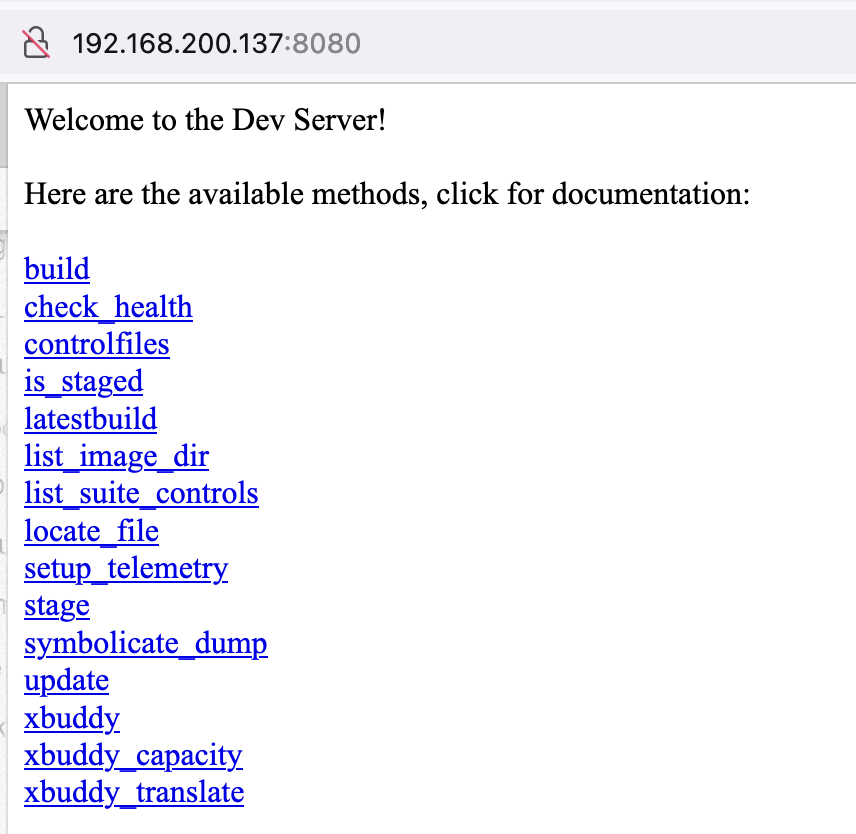 192.168.200.137:8080
Welcome to the Dev Server!
Here are the available methods, click for documentation:
build
check_health
controlfiles
is_staged
latestbuild
list_image_dir
list_suite_controls
locate_file
setup_telemetry
stage
symbolicate_dump
update
xbuddy
xbuddy_capacity
xbuddy_translate